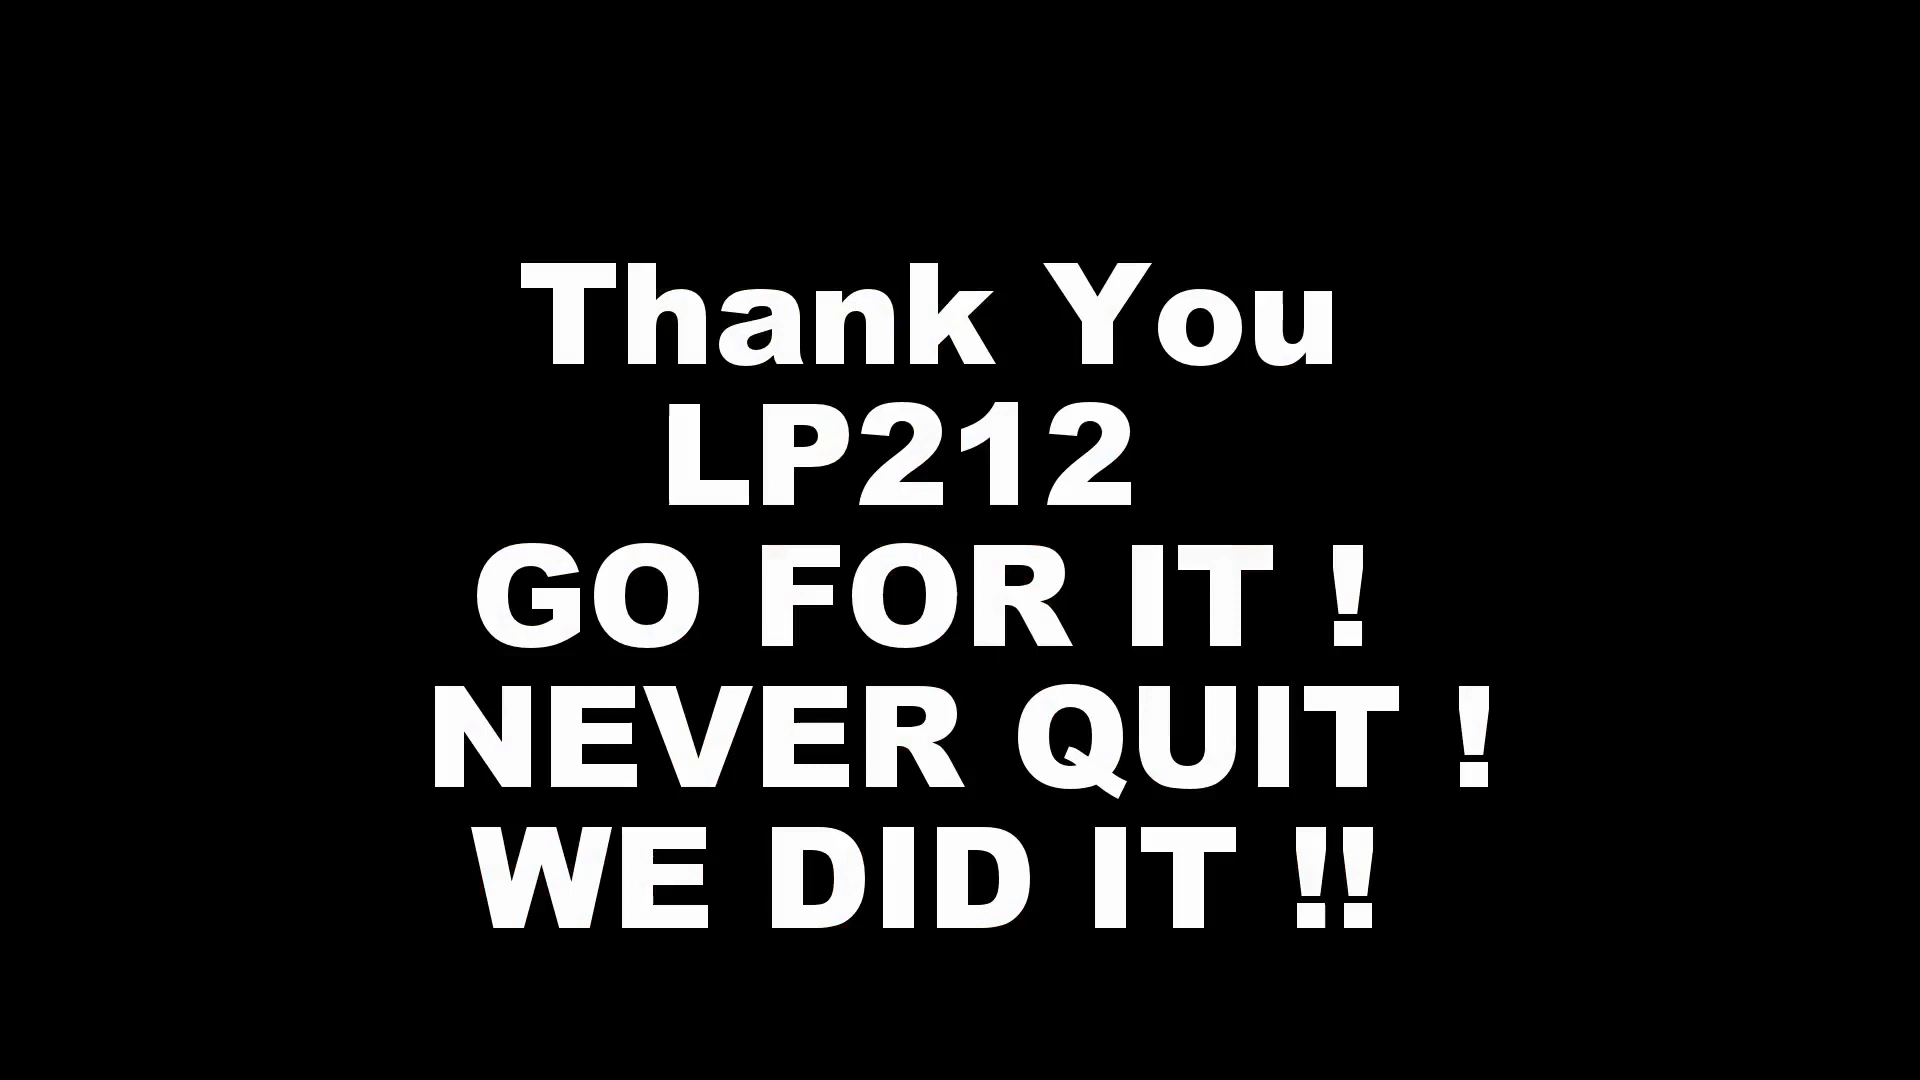 Thank You
LP212
GO FOR IT !
NEVER QUIT !
WE DID IT !!